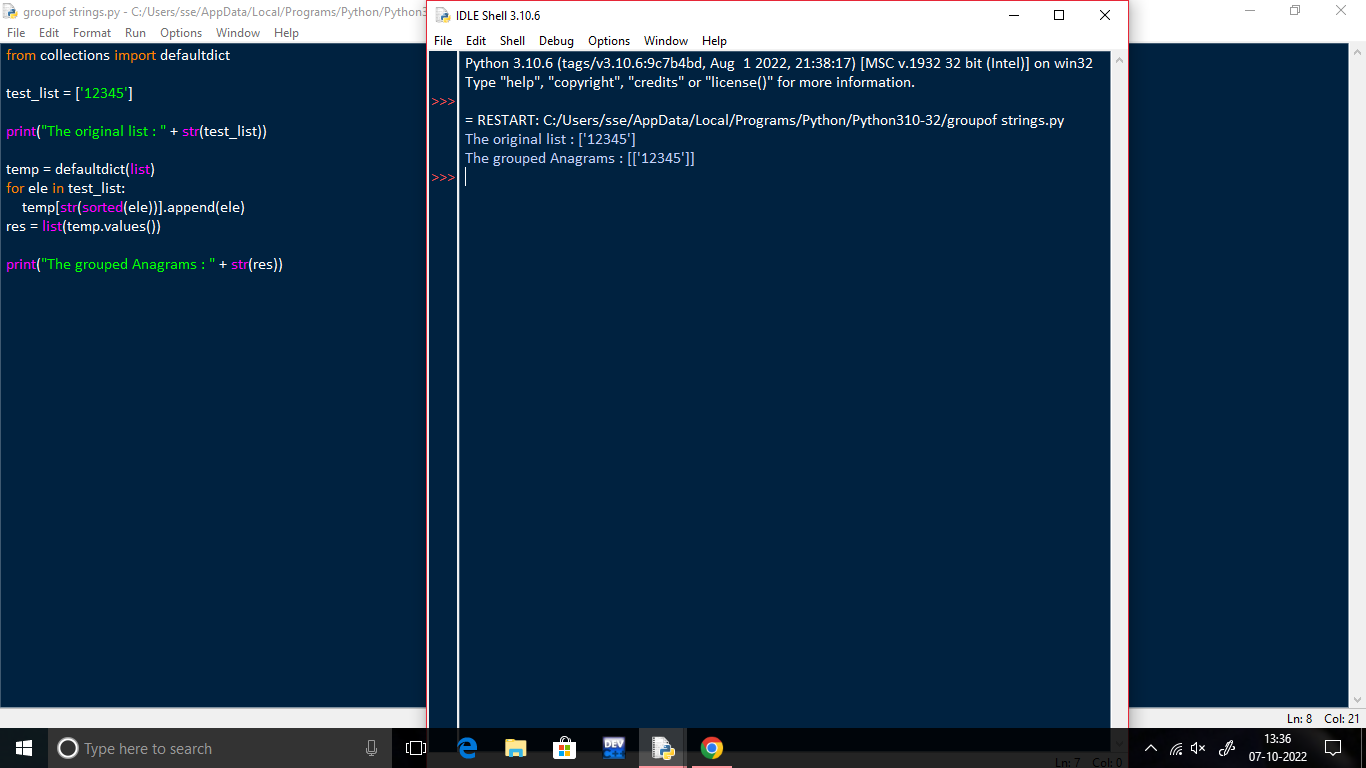 groupof strings.py - C:/Users/sse/AppData/Local/Programs/Python/Python3
File Edit Format Run Options Window Help
from collections import defaultdict
test_list = ['12345']
print("The original list : " + str(test_list))
temp = defaultdict(list)
for ele in test_list:
    temp[str(sorted(ele))].append(ele)
res = list(temp.values())
print("The grouped Anagrams : " + str(res))
IDLE Shell 3.10.6
File Edit Shell Debug Options Window Help
Python 3.10.6 (tags/v3.10.6:9c7b4bd, Aug  1 2022, 21:38:17) [MSC v.1932 32 bit (Intel)] on win32
Type "help", "copyright", "credits" or "license()" for more information.
>>>
= RESTART: C:/Users/sse/AppData/Local/Programs/Python/Python310-32/groupof strings.py
The original list : ['12345']
The grouped Anagrams : [['12345']]
>>>
Ln: 8 Col: 21
Ln: 7 Col: 0
Type here to search
DEV
13:36
07-10-2022